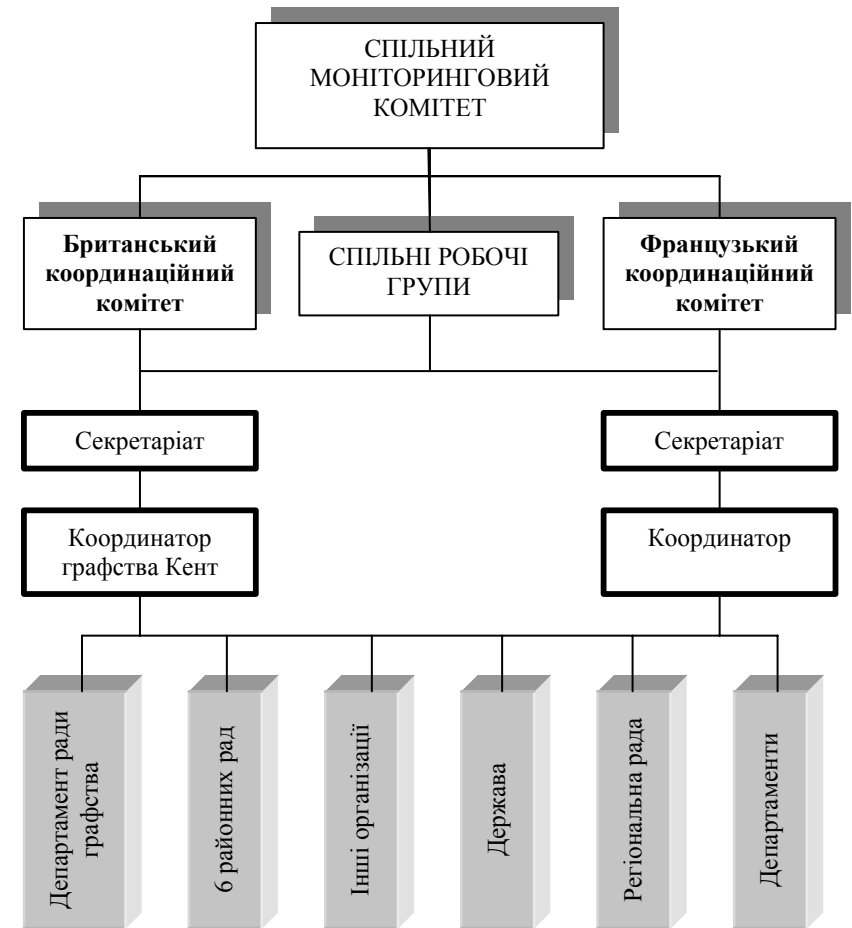 СПІЛЬНИЙ
МОНІТОРИНГОВИЙ
КОМІТЕТ
Британський
координаційний
комітет
СПІЛЬНІ РОБОЧІ
ГРУПИ
Французький
координаційний
комітет
Секретаріат
Секретаріат
Координатор
графства Кент
Координатор
Департамент ради
графства
6 районних рад
Інші організації
Держава
Регіональна рада
Департаменти